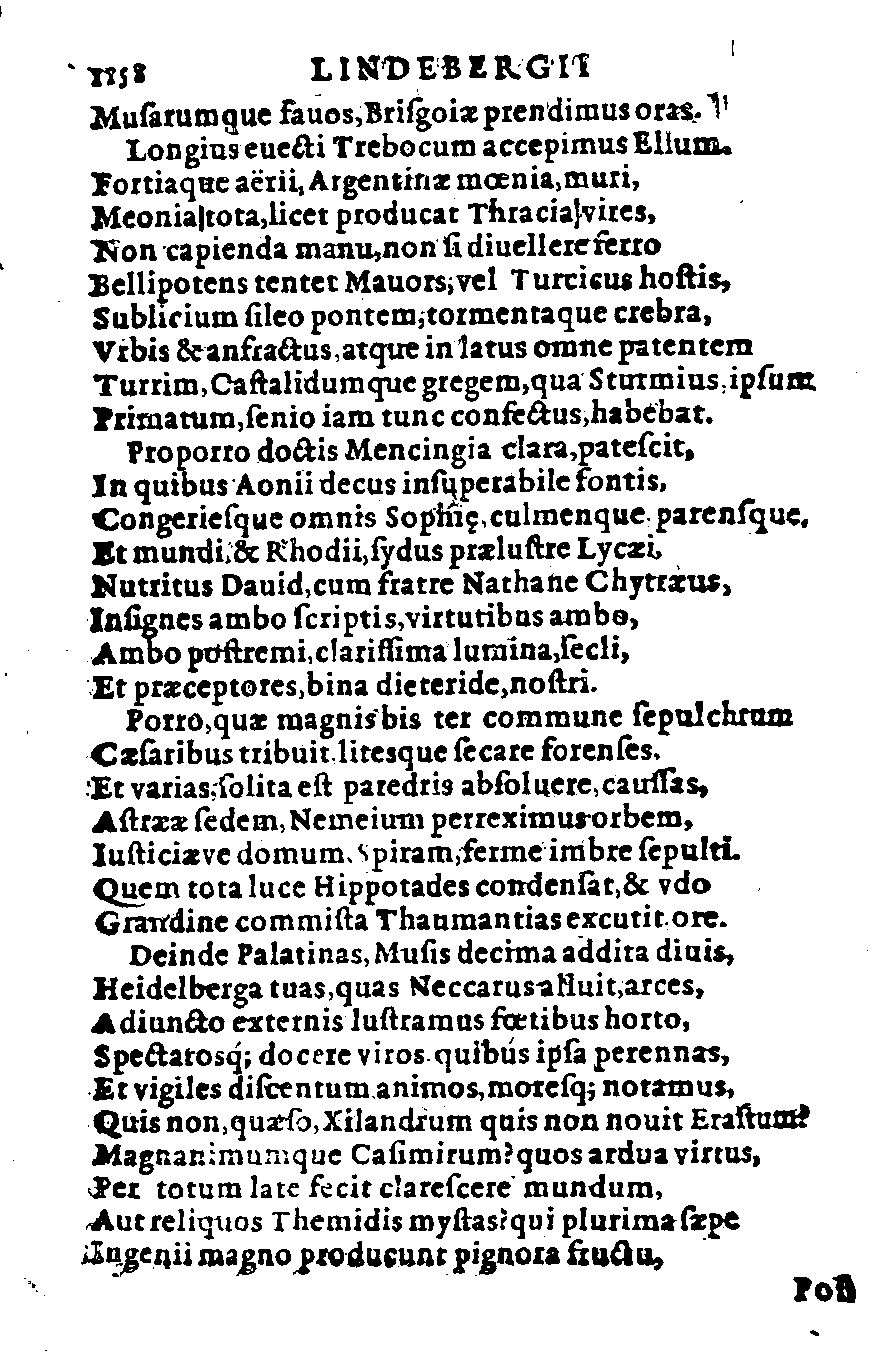 1158 LINDEBERGII
Muſarumque fauos, Briſgoiæ prendimus oras.
Longius euecti Trebocum accepimus Ellum.
Fortiaque aërii, Argentinæ mœnia, muri,
Meonia tota, licet producat Thracia vires,
Non capienda manu, non ſi diuellere ferro
Bellipotens tentet Mauors; vel Turcicus hoſtis,
Sublicium ſileo pontem; tormentaque crebra,
Vrbis & anfractus, atque in latus omne patentem
Turrim, Caſtalidumque gregem, qua Sturmius, ipſum
Primatum, ſenio iam tunc confectus, habebat.
Proporro doctis Mencingia clara, pateſcit,
In quibus Aonii decus inſuperabile fontis,
Congerieſque omnis Sophię, culmenque parenſque,
Et mundi, & Rhodii, ſydus præluſtre Lycæi,
Nutritus Dauid, cum fratre Nathane Chytræus,
Inſignes ambo ſcriptis, virtutibus ambo,
Ambo poſtremi, clariſſima lumina, ſecli,
Et præceptores, bina dieteride, noſtri.
Porro, quæ magnis bis ter commune ſepulchrum
Cæſaribus tribuit, liteſque ſecare forenſes.
Et varias; ſolita eſt paredris abſoluere, cauſſas,
Aſtrææ ſedem, Nemeium perreximus orbem,
Iuſticiæve domum. Spiram, ferme imbre ſepulti.
Quem tota luce Hippotades condenſat, & vdo
Grandine commiſta Thaumantias excutit ore.
Deinde Palatinas, Muſis decima addita diuis,
Heidelberga tuas, quas Neccarus alluit, arces,
Adiuncto externis luſtramus fœtibus horto,
Spectatosq́; docere viros quibus ipſa perennas,
Et vigiles diſcentum animos, moreſq; notamus,
Quis non, quæſo, Xilandrum quis non nouit Eraſtum?
Magnanimumque Caſimirum? quos ardua virtus,
Per totum late fecit clareſcere mundum,
Aut reliquos Themidis myſtas? qui plurima ſæpe
Ingenii magno producunt pignora fructu,
Poſt